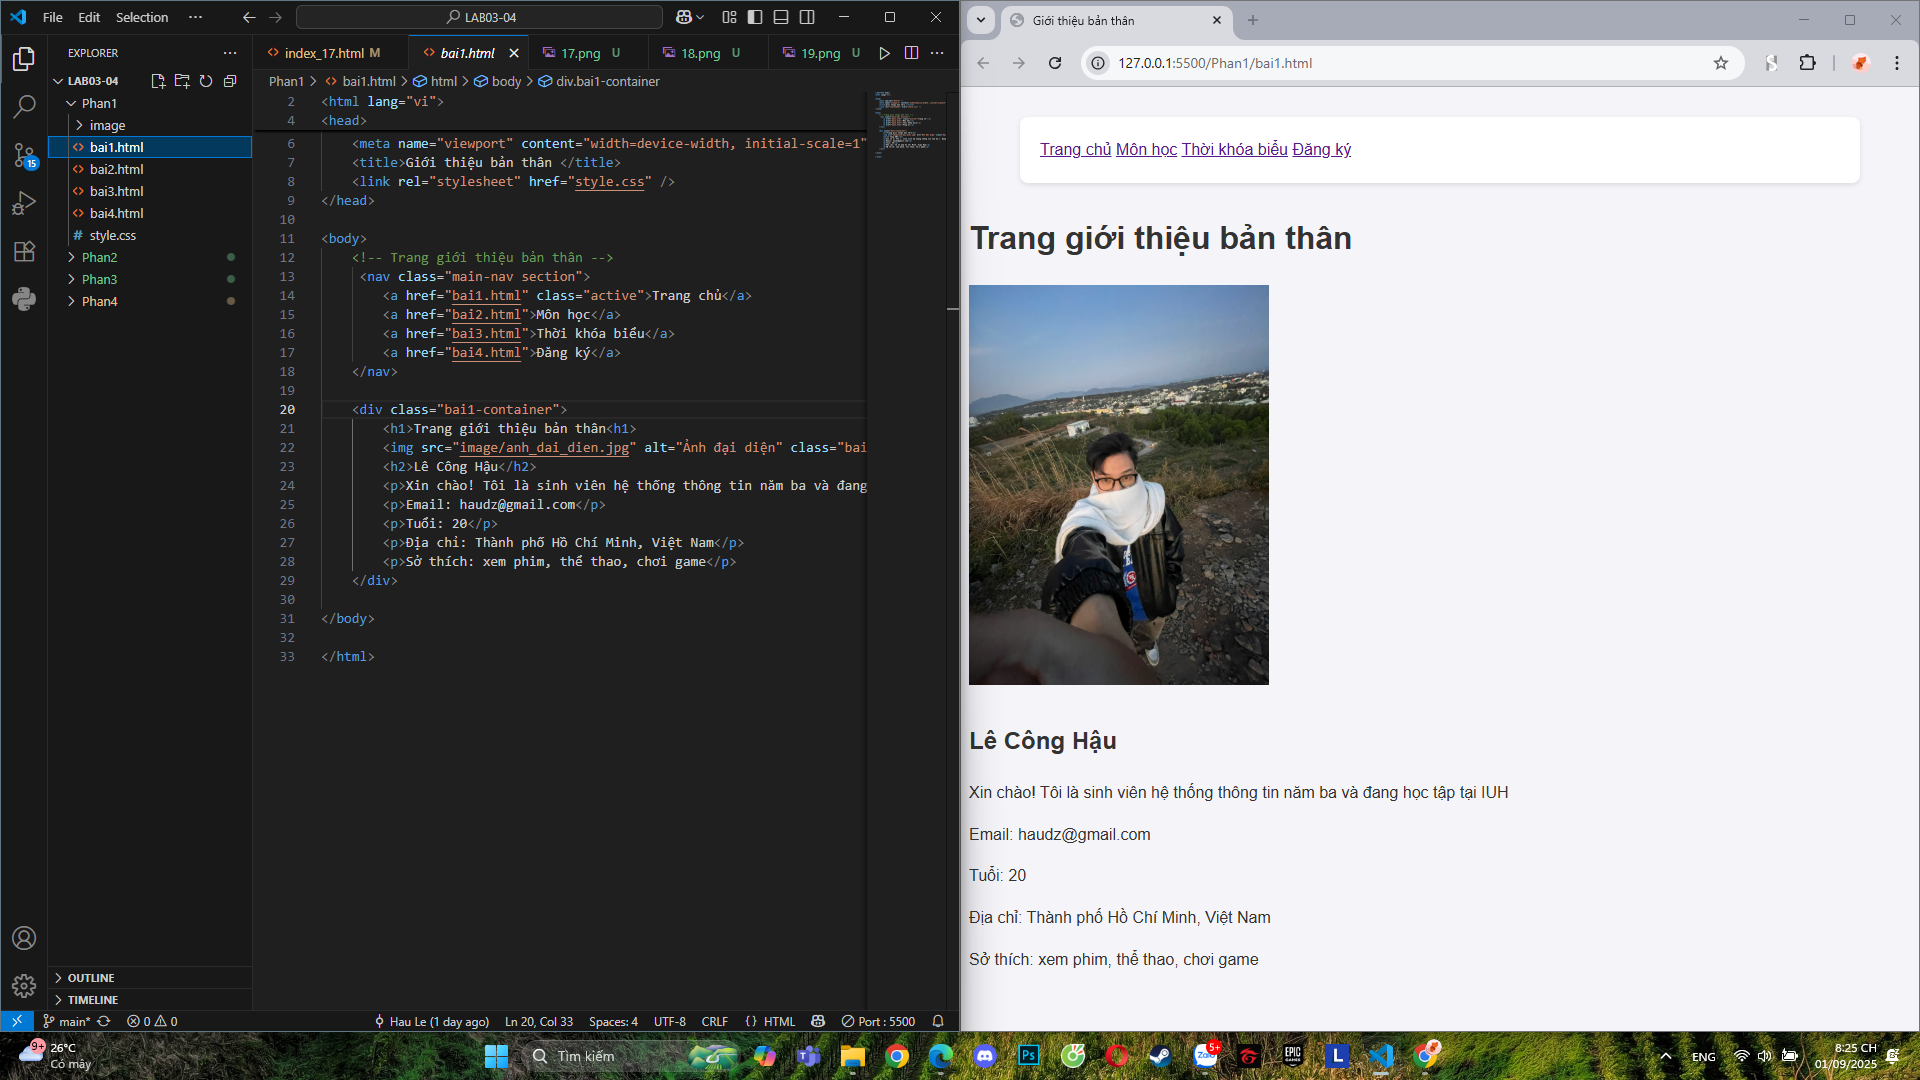 File Edit Selection ··· LAB03-04
EXPLORER
LAB03-04
Phan1
image
bai1.html
bai2.html
bai3.html
bai4.html
style.css
Phan2
Phan3
Phan4
OUTLINE
TIMELINE
15
index_17.html M bai1.html 17.png U 18.png U 19.png U
Phan1 > bai1.html > html > body > div.bai1-container
2 <html lang="vi">
4 <head>
6 <meta name="viewport" content="width=device-width, initial-scale=1"
7 <title>Giới thiệu bản thân </title>
8 <link rel="stylesheet" href="style.css" />
9 </head>
10
11 <body>
12 <!-- Trang giới thiệu bản thân -->
13 <nav class="main-nav section">
14 <a href="bai1.html" class="active">Trang chủ</a>
15 <a href="bai2.html">Môn học</a>
16 <a href="bai3.html">Thời khóa biểu</a>
17 <a href="bai4.html">Đăng ký</a>
18 </nav>
19
20 <div class="bai1-container">
21 <h1>Trang giới thiệu bản thân<h1>
22 <img src="image/anh_dai_dien.jpg" alt="Ảnh đại diện" class="bai
23 <h2>Lê Công Hậu</h2>
24 <p>Xin chào! Tôi là sinh viên hệ thống thông tin năm ba và đang
25 <p>Email: haudz@gmail.com</p>
26 <p>Tuổi: 20</p>
27 <p>Địa chỉ: Thành phố Hồ Chí Minh, Việt Nam</p>
28 <p>Sở thích: xem phim, thể thao, chơi game</p>
29 </div>
30
31 </body>
32
33 </html>
main* 0 0 Hau Le (1 day ago) Ln 20, Col 33 Spaces: 4 UTF-8 CRLF {} HTML Port : 5500
Giới thiệu bản thân
127.0.0.1:5500/Phan1/bai1.html
Trang chủ Môn học Thời khóa biểu Đăng ký
Trang giới thiệu bản thân
Lê Công Hậu
Xin chào! Tôi là sinh viên hệ thống thông tin năm ba và đang học tập tại IUH
Email: haudz@gmail.com
Tuổi: 20
Địa chỉ: Thành phố Hồ Chí Minh, Việt Nam
Sở thích: xem phim, thể thao, chơi game
9+
26°C
Có mây
Tìm kiếm
Ps
Zalo
5+
EPIC GAMES
L
ENG
8:25 CH
01/09/2025